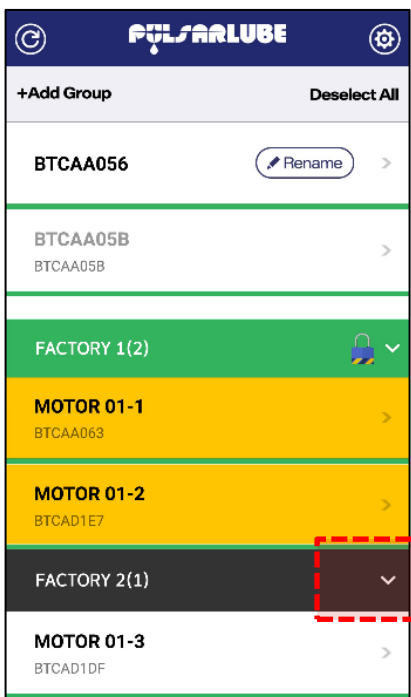 PULSARLUBE
+Add Group Deselect All
BTCAA056 Rename
BTCAA05B
BTCAA05B
FACTORY 1(2)
MOTOR 01-1
BTCAA063
MOTOR 01-2
BTCAD1E7
FACTORY 2(1)
MOTOR 01-3
BTCAD1DF